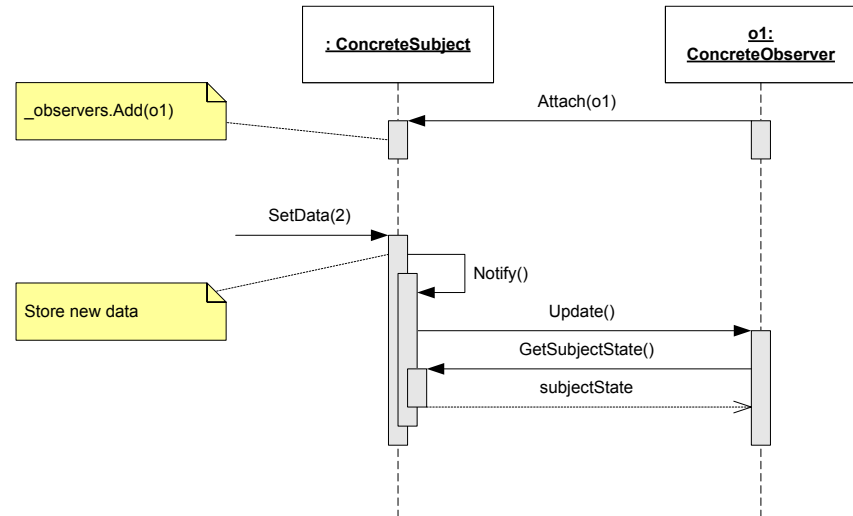 : ConcreteSubject
o1:
ConcreteObserver
_observers.Add(o1)
Attach(o1)
SetData(2)
Notify()
Store new data
Update()
GetSubjectState()
subjectState